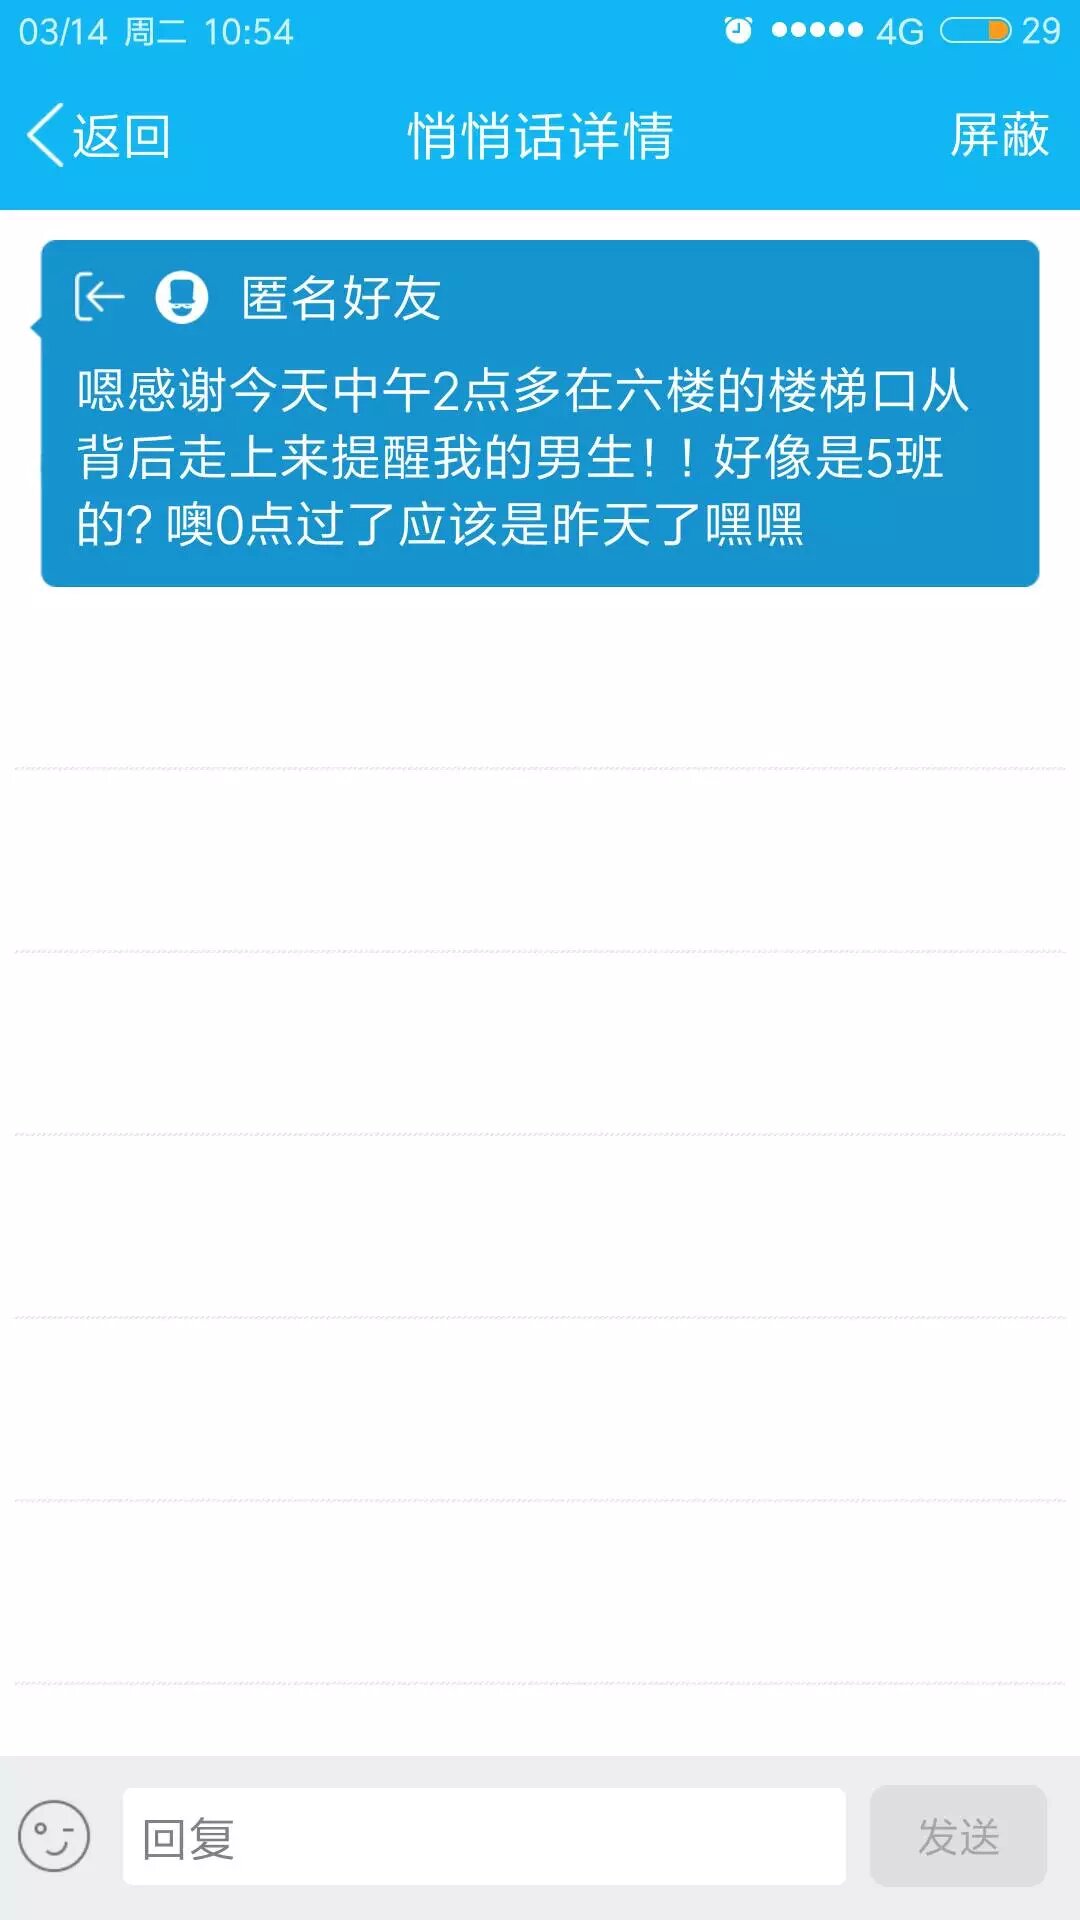 03/14 周二 10:54 4G 29
返回 悄悄话详情 屏蔽
匿名好友
嗯感谢今天中午2点多在六楼的楼梯口从
背后走上来提醒我的男生！！好像是5班
的？噢0点过了应该是昨天了嘿嘿
回复 发送